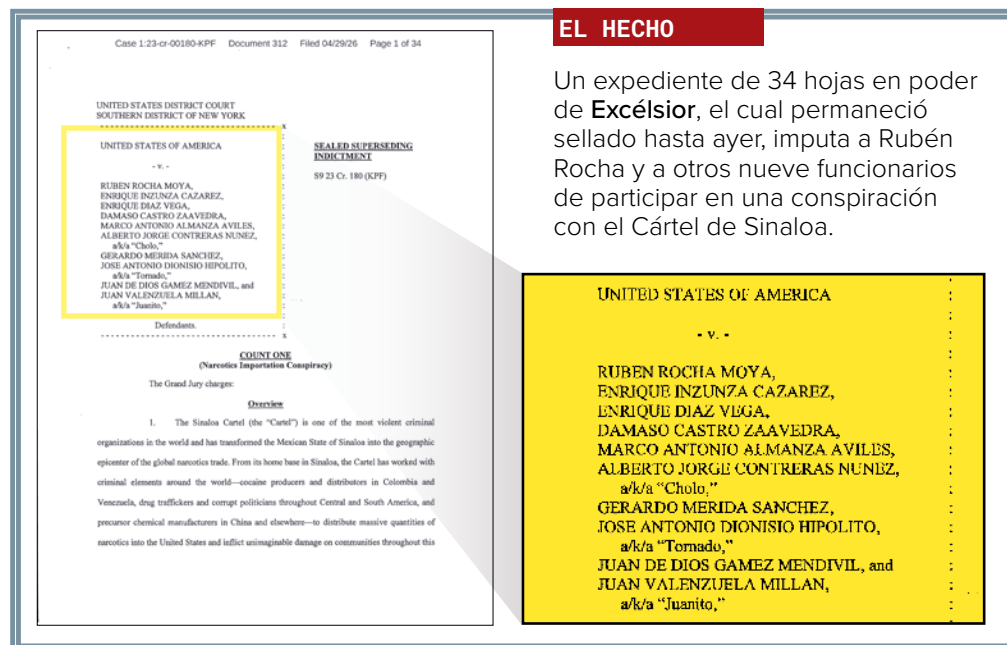 Case 1:23-cr-00180-KPF Document 312 Filed 04/29/26 Page 1 of 34
UNITED STATES DISTRICT COURT
SOUTHERN DISTRICT OF NEW YORK
- - - - - - - - - - - - - - - - - - - - - - - - - - - - - - x
UNITED STATES OF AMERICA
- v. -
RUBEN ROCHA MOYA,
ENRIQUE INZUNZA CAZAREZ,
ENRIQUE DIAZ VEGA,
DAMASO CASTRO ZAAVEDRA,
MARCO ANTONIO ALMANZA AVILES,
ALBERTO JORGE CONTRERAS NUNEZ,
a/k/a "Cholo,"
GERARDO MERIDA SANCHEZ,
JOSE ANTONIO DIONISIO HIPOLITO,
a/k/a "Tornado,"
JUAN DE DIOS GAMEZ MENDIVIL, and
JUAN VALENZUELA MILLAN,
a/k/a "Juanito,"
Defendants.
- - - - - - - - - - - - - - - - - - - - - - - - - - - - - - x
SEALED SUPERSEDING
INDICTMENT
S9 23 Cr. 180 (KPF)
COUNT ONE
(Narcotics Importation Conspiracy)
The Grand Jury charges:
Overview
1. The Sinaloa Cartel (the "Cartel") is one of the most violent criminal
organizations in the world and has transformed the Mexican State of Sinaloa into the geographic
epicenter of the global narcotics trade. From its home base in Sinaloa, the Cartel has worked with
criminal elements around the world—cocaine producers and distributors in Colombia and
Venezuela, drug traffickers and corrupt politicians throughout Central and South America, and
precursor chemical manufacturers in China and elsewhere—to distribute massive quantities of
narcotics into the United States and inflict unimaginable damage on communities throughout this
EL HECHO
Un expediente de 34 hojas en poder
de Excélsior, el cual permaneció
sellado hasta ayer, imputa a Rubén
Rocha y a otros nueve funcionarios
de participar en una conspiración
con el Cártel de Sinaloa.
UNITED STATES OF AMERICA
- v. -
RUBEN ROCHA MOYA,
ENRIQUE INZUNZA CAZAREZ,
ENRIQUE DIAZ VEGA,
DAMASO CASTRO ZAAVEDRA,
MARCO ANTONIO ALMANZA AVILES,
ALBERTO JORGE CONTRERAS NUNEZ,
a/k/a "Cholo,"
GERARDO MERIDA SANCHEZ,
JOSE ANTONIO DIONISIO HIPOLITO,
a/k/a "Tornado,"
JUAN DE DIOS GAMEZ MENDIVIL, and
JUAN VALENZUELA MILLAN,
a/k/a "Juanito,"